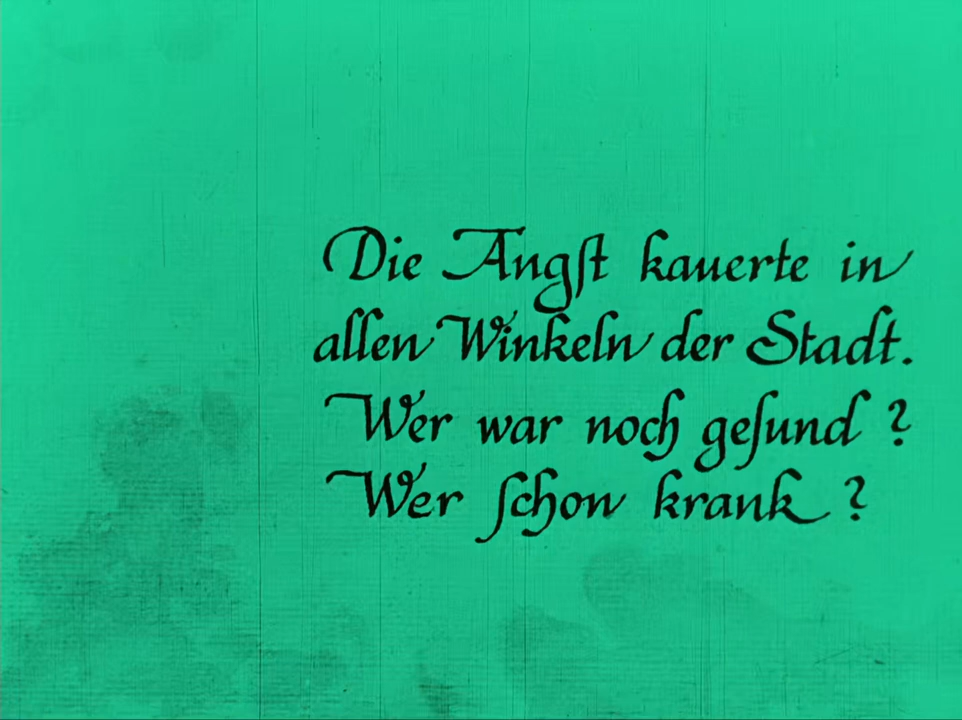 Die Angſt kauerte in
allen Winkeln der Stadt.
Wer war noch geſund ?
Wer ſchon krank ?